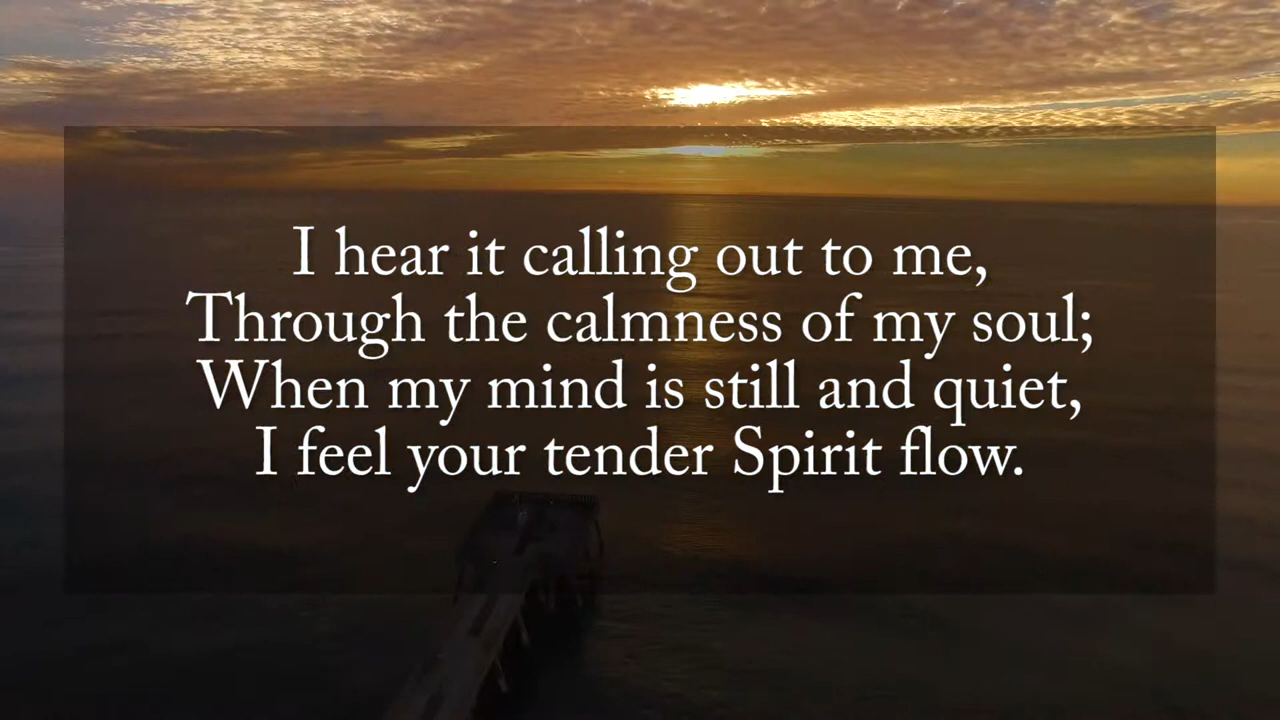 I hear it calling out to me,
Through the calmness of my soul;
When my mind is still and quiet,
I feel your tender Spirit flow.